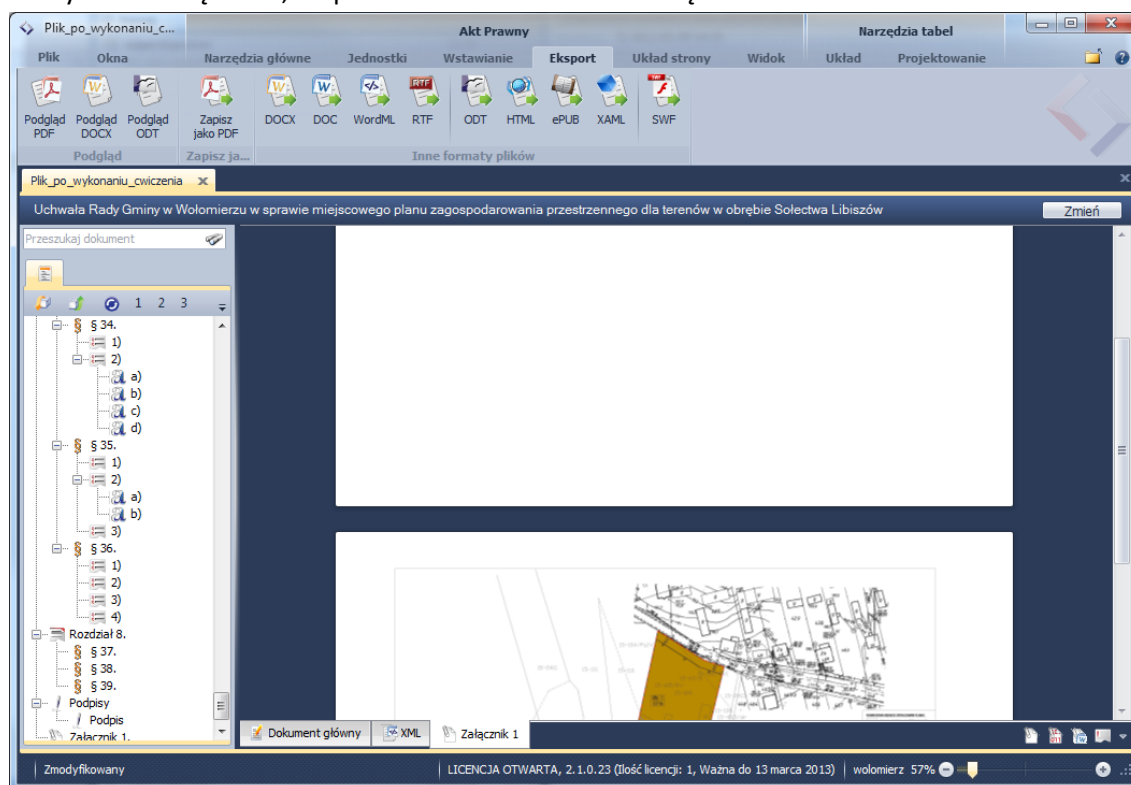 Plik_po_wykonaniu_c...
Akt Prawny
Narzędzia tabel
Plik Okna Narzędzia główne Jednostki Wstawianie Eksport Układ strony Widok Układ Projektowanie
Podgląd PDF
Podgląd DOCX
Podgląd ODT
Zapisz jako PDF
DOCX DOC WordML RTF ODT HTML ePUB XAML SWF
Podgląd Zapisz ja... Inne formaty plików
Plik_po_wykonaniu_cwiczenia
Uchwała Rady Gminy w Wołomierzu w sprawie miejscowego planu zagospodarowania przestrzennego dla terenów w obrębie Sołectwa Libiszów
Zmień
Przeszukaj dokument
1 2 3
§ 34.
1)
2)
a)
b)
c)
d)
§ 35.
1)
2)
a)
b)
3)
§ 36.
1)
2)
3)
4)
Rozdział 8.
§ 37.
§ 38.
§ 39.
Podpisy
Podpis
Załącznik 1.
Dokument główny XML Załącznik 1
Zmodyfikowany
LICENCJA OTWARTA, 2.1.0.23 (Ilość licencji: 1, Ważna do 13 marca 2013)
wolomierz 57%